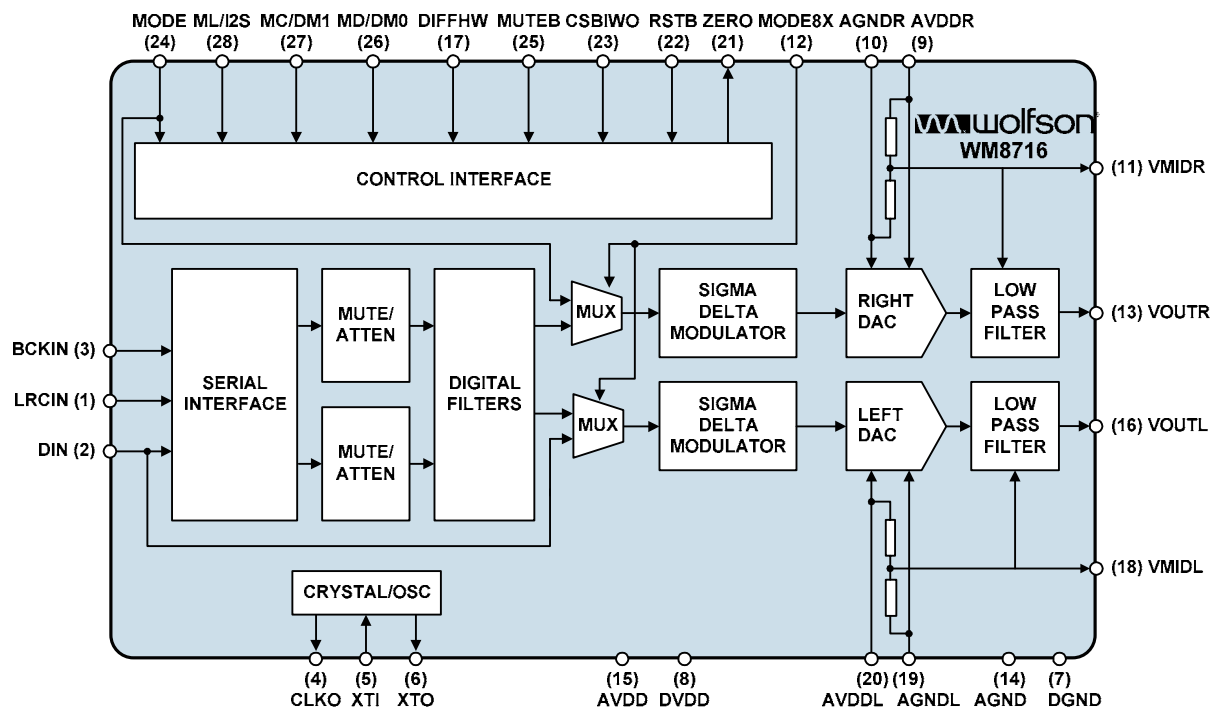 MODE ML/I2S MC/DM1 MD/DM0 DIFFHW MUTEB CSBIWO RSTB ZERO MODE8X AGNDR AVDDR
(24) (28) (27) (26) (17) (25) (23) (22) (21) (12) (10) (9)
wolfson
WM8716
CONTROL INTERFACE
(11) VMIDR
SERIAL
INTERFACE
MUTE/
ATTEN
MUTE/
ATTEN
DIGITAL
FILTERS
MUX
MUX
SIGMA
DELTA
MODULATOR
SIGMA
DELTA
MODULATOR
RIGHT
DAC
LEFT
DAC
LOW
PASS
FILTER
LOW
PASS
FILTER
(13) VOUTR
(16) VOUTL
BCKIN (3)
LRCIN (1)
DIN (2)
(18) VMIDL
CRYSTAL/OSC
(4) (5) (6) (15) (8) (20) (19) (14) (7)
CLKO XTI XTO AVDD DVDD AVDDL AGNDL AGND DGND